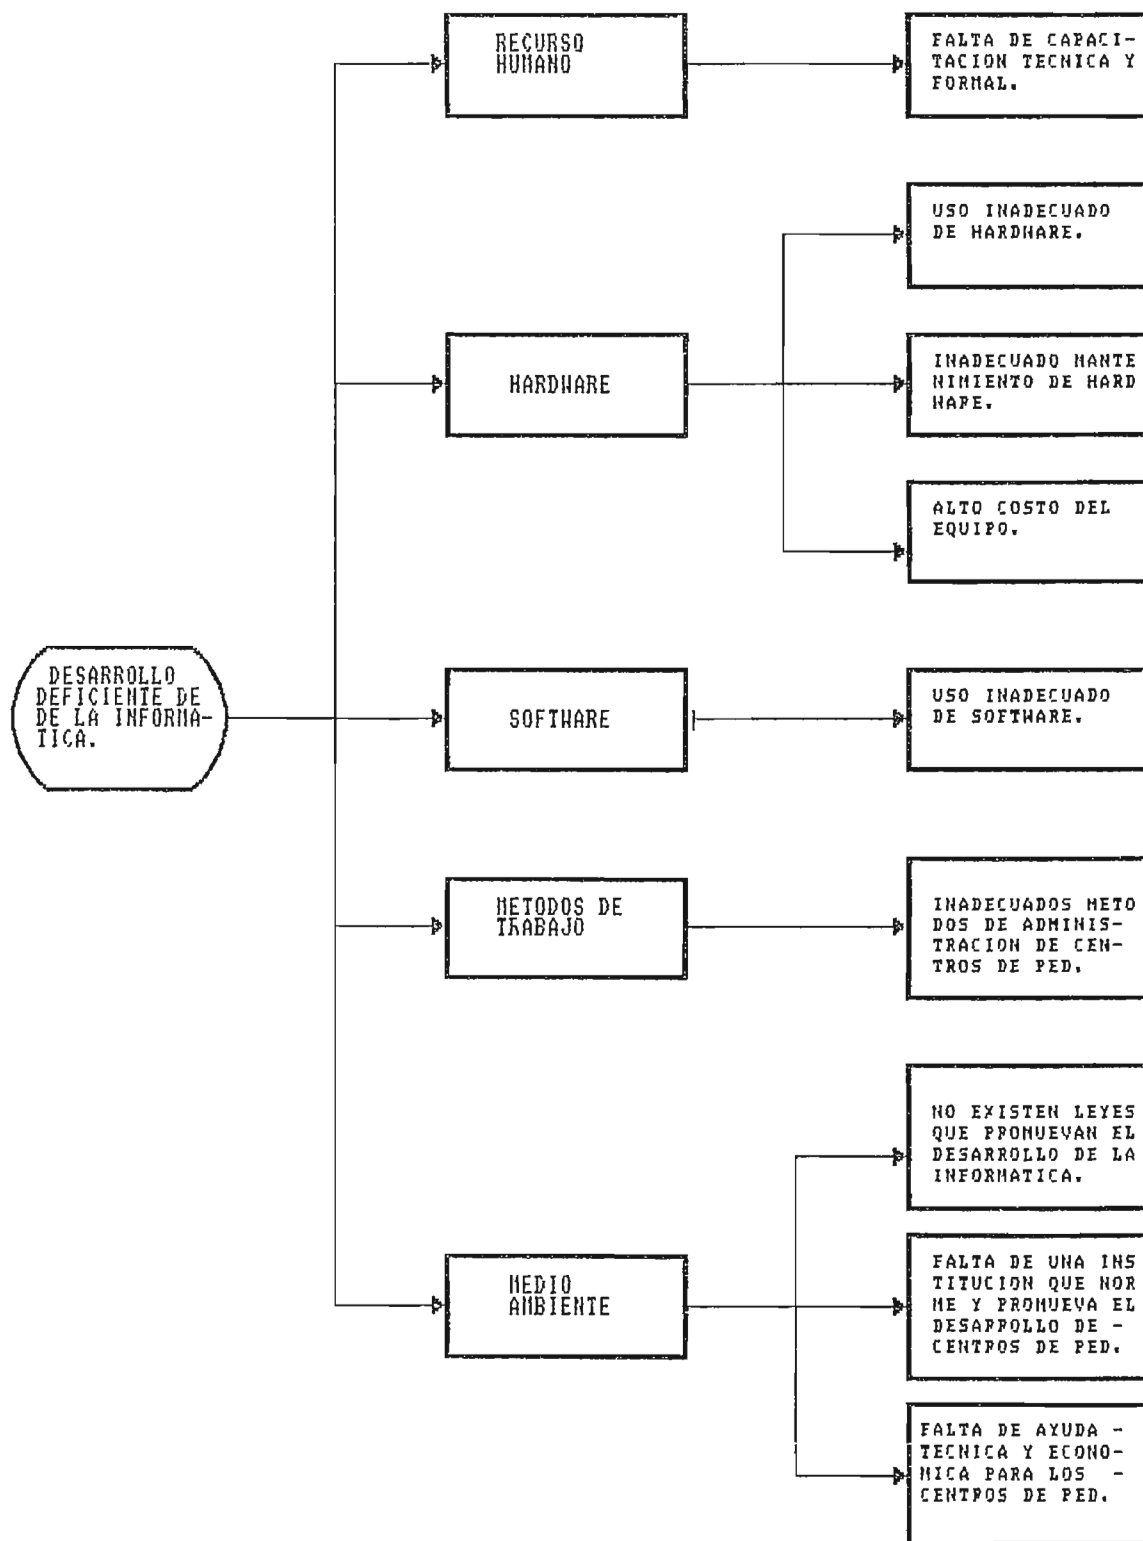 RECURSO
HUMANO
FALTA DE CAPACI-
TACION TECNICA Y
FORMAL.
USO INADECUADO
DE HARDWARE.
HARDWARE
INADECUADO MANTE
NIMIENTO DE HARD
WARE.
ALTO COSTO DEL
EQUIPO.
DESARROLLO
DEFICIENTE DE
DE LA INFORMA-
TICA.
SOFTWARE
USO INADECUADO
DE SOFTWARE.
METODOS DE
TRABAJO
INADECUADOS METO
DOS DE ADMINIS-
TRACION DE CEN-
TROS DE PED.
NO EXISTEN LEYES
QUE PROMUEVAN EL
DESARROLLO DE LA
INFORMATICA.
MEDIO
AMBIENTE
FALTA DE UNA INS
TITUCION QUE NOR
ME Y PROMUEVA EL
DESARROLLO DE -
CENTROS DE PED.
FALTA DE AYUDA -
TECNICA Y ECONO-
MICA PARA LOS -
CENTROS DE PED.